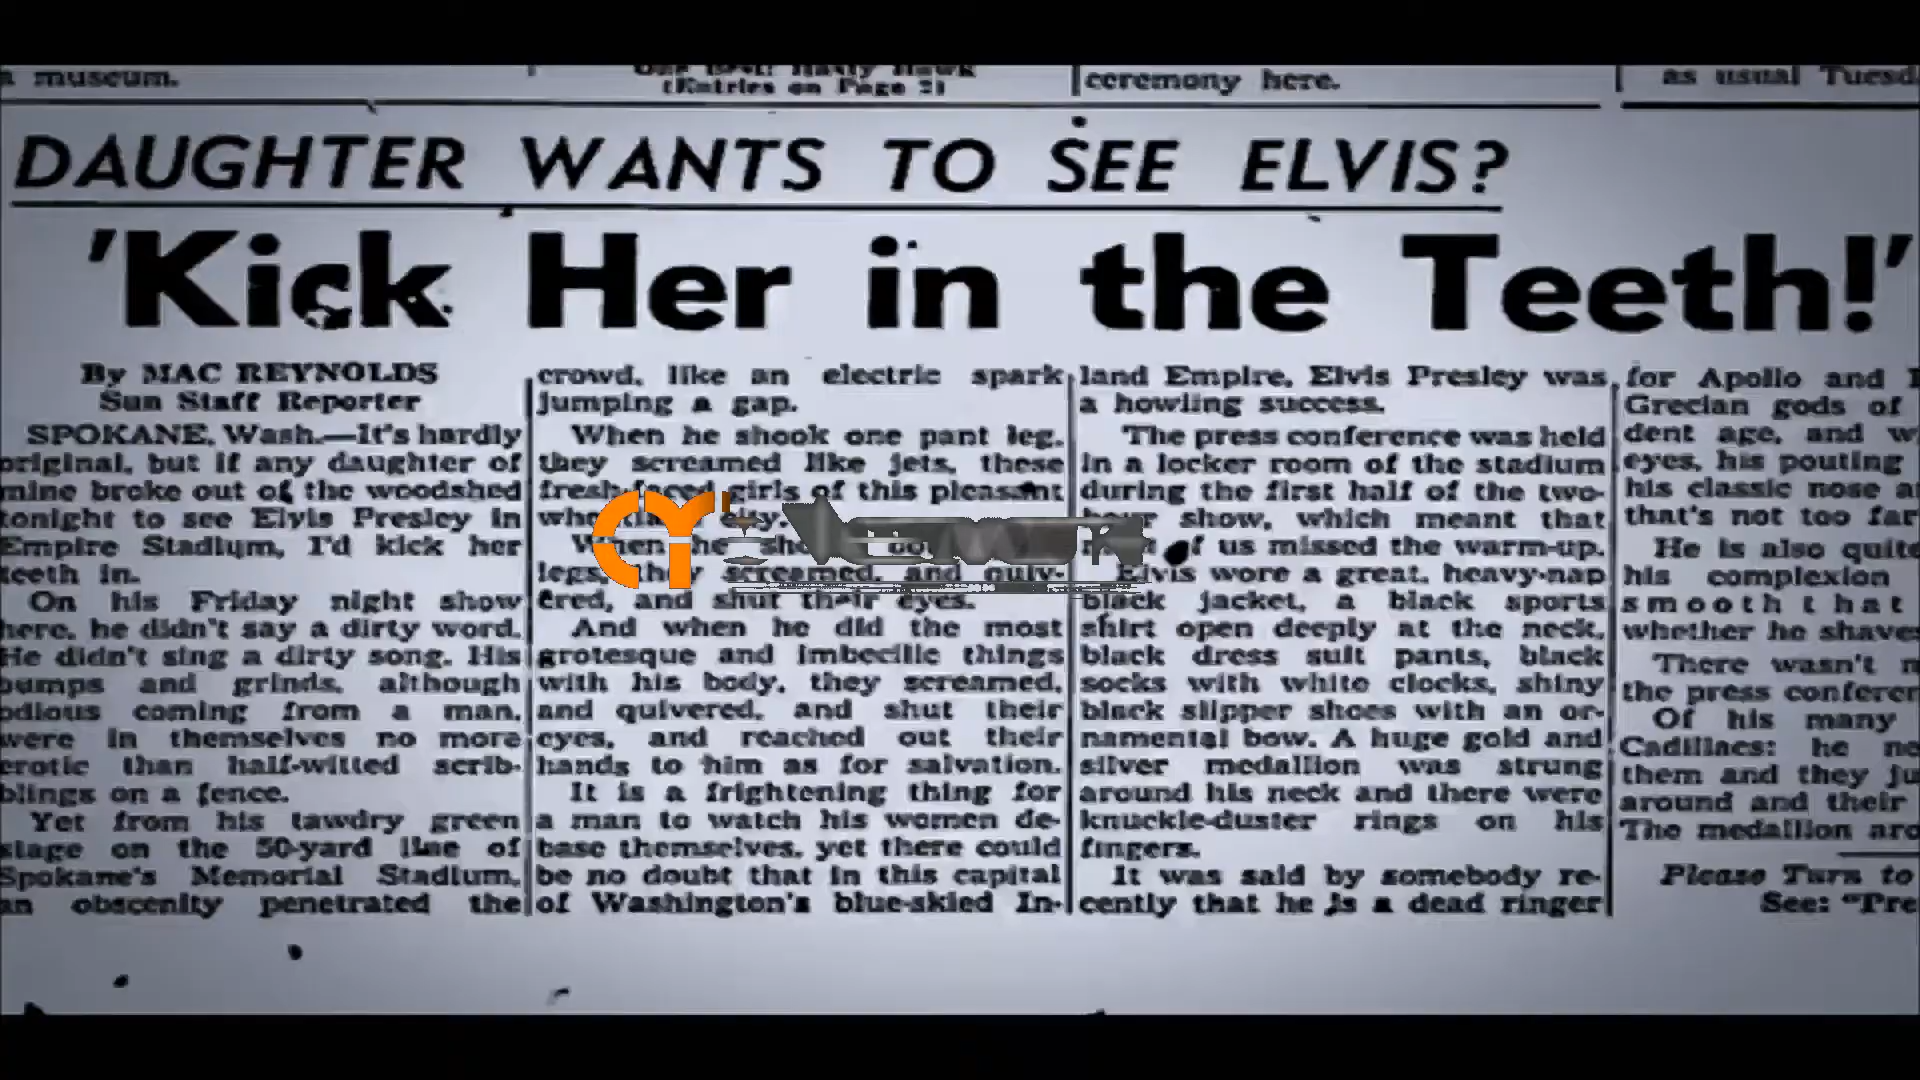 a museum.
(Entries on Page 2)
ceremony here.
as usual Tuesd
DAUGHTER WANTS TO SEE ELVIS?
'Kick Her in the Teeth!'
By MAC REYNOLDS
Sun Staff Reporter
SPOKANE, Wash.—It's hardly
original, but if any daughter of
mine broke out of the woodshed
tonight to see Elvis Presley in
Empire Stadium, I'd kick her
teeth in.
On his Friday night show
here, he didn't say a dirty word.
He didn't sing a dirty song. His
bumps and grinds, although
odious coming from a man,
were in themselves no more
erotic than half-witted scrib-
blings on a fence.
Yet from his tawdry green
stage on the 50-yard line of
Spokane's Memorial Stadium,
an obscenity penetrated the
crowd, like an electric spark
jumping a gap.
When he shook one pant leg,
they screamed like jets, these
fresh-faced girls of this pleasant
city.
When he
legs, they screamed, and quiv-
ered, and shut their eyes.
And when he did the most
grotesque and imbecilic things
with his body, they screamed,
and quivered, and shut their
eyes, and reached out their
hands to him as for salvation.
It is a frightening thing for
a man to watch his women de-
base themselves, yet there could
be no doubt that in this capital
of Washington's blue-skied In-
land Empire, Elvis Presley was
a howling success.
The press conference was held
in a locker room of the stadium
during the first half of the two-
hour show, which meant that
of us missed the warm-up.
Elvis wore a great, heavy-nap
black jacket, a black sports
shirt open deeply at the neck,
black dress suit pants, black
socks with white clocks, shiny
black slipper shoes with an or-
namental bow. A huge gold and
silver medallion was strung
around his neck and there were
knuckle-duster rings on his
fingers.
It was said by somebody re-
cently that he is a dead ringer
for Apollo and
Grecian gods of
dent age, and w
eyes, his pouting
his classic nose a
that's not too far
He is also quite
his complexion
smooth that
whether he shaves
There wasn't
the press conferen
Of his many
Cadillacs: he ne
them and they ju
around and their
The medallion aro
Please Turn to
See: "Pre